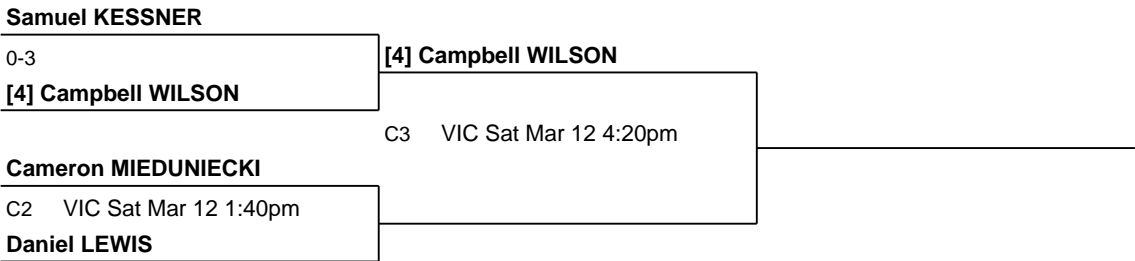 Samuel KESSNER
0-3
[4] Campbell WILSON
[4] Campbell WILSON
C3 VIC Sat Mar 12 4:20pm
Cameron MIEDUNIECKI
C2 VIC Sat Mar 12 1:40pm
Daniel LEWIS